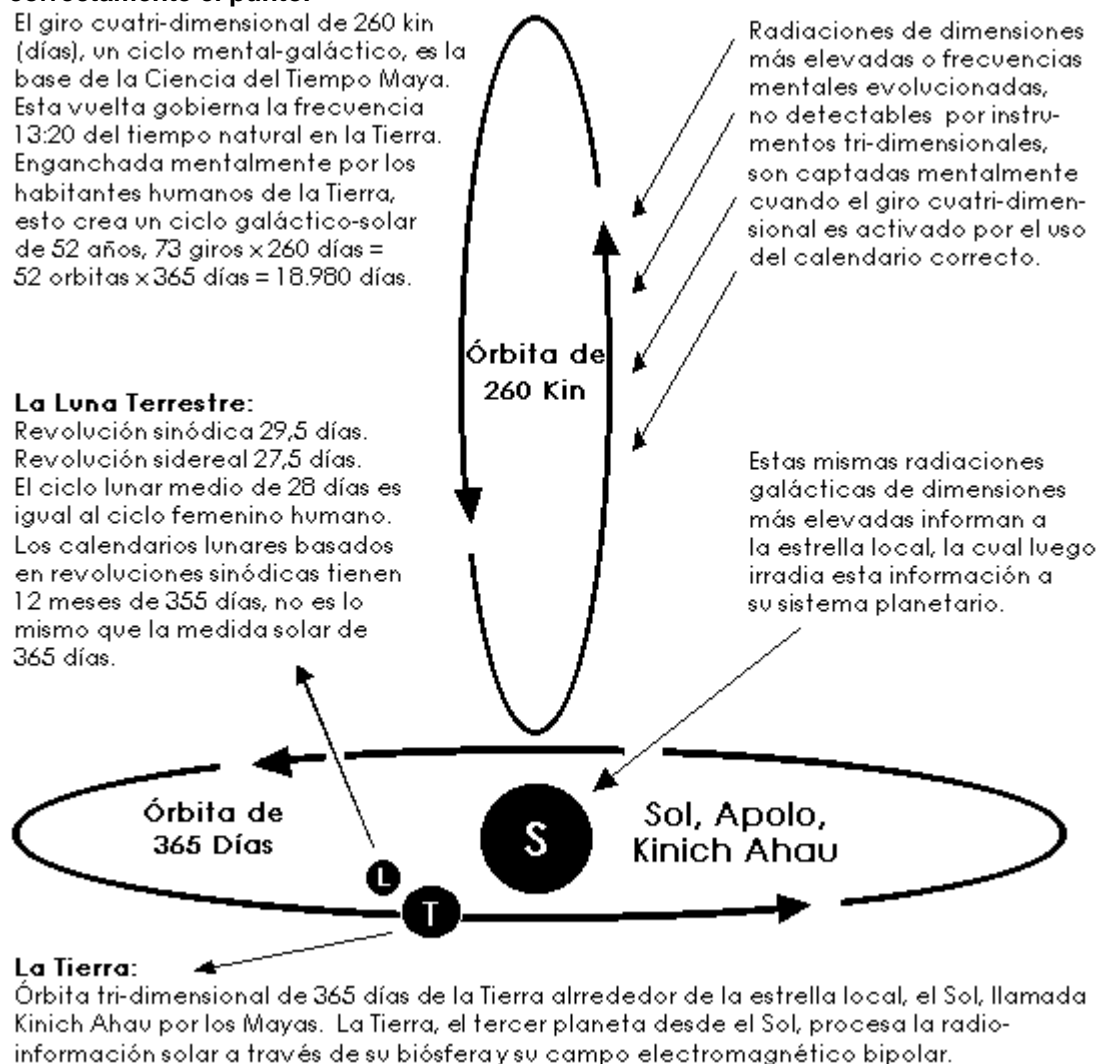 correctamente el punto.
El giro cuatri-dimensional de 260 kin
(días), un ciclo mental-galáctico, es la
base de la Ciencia del Tiempo Maya.
Esta vuelta gobierna la frecuencia
13:20 del tiempo natural en la Tierra.
Enganchada mentalmente por los
habitantes humanos de la Tierra,
esto crea un ciclo galáctico-solar
de 52 años, 73 giros x 260 días =
52 orbitas x 365 días = 18.980 días.
Radiaciones de dimensiones
más elevadas o frecuencias
mentales evolucionadas,
no detectables por instru-
mentos tri-dimensionales,
son captadas mentalmente
cuando el giro cuatri-dimen-
sional es activado por el uso
del calendario correcto.
Órbita de
260 Kin
La Luna Terrestre:
Revolución sinódica 29,5 días.
Revolución sidereal 27,5 días.
El ciclo lunar medio de 28 días es
igual al ciclo femenino humano.
Los calendarios lunares basados
en revoluciones sinódicas tienen
12 meses de 355 días, no es lo
mismo que la medida solar de
365 días.
Estas mismas radiaciones
galácticas de dimensiones
más elevadas informan a
la estrella local, la cual luego
irradia esta información a
su sistema planetario.
Órbita de
365 Días
S
Sol, Apolo,
Kinich Ahau
L
T
La Tierra:
Órbita tri-dimensional de 365 días de la Tierra alrrededor de la estrella local, el Sol, llamada
Kinich Ahau por los Mayas. La Tierra, el tercer planeta desde el Sol, procesa la radio-
información solar a través de su biósfera y su campo electromagnético bipolar.